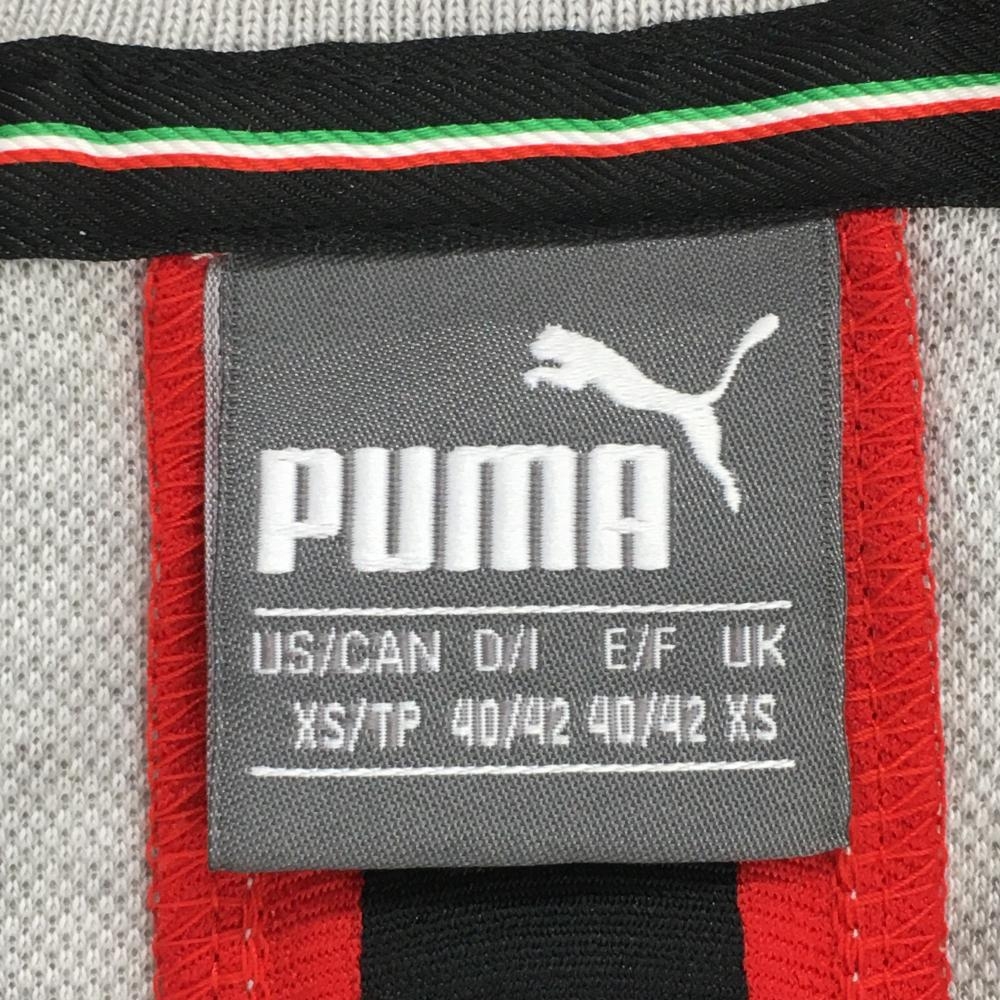 PUMA
US/CAN D/I E/F UK
XS/TP 40/42 40/42 XS